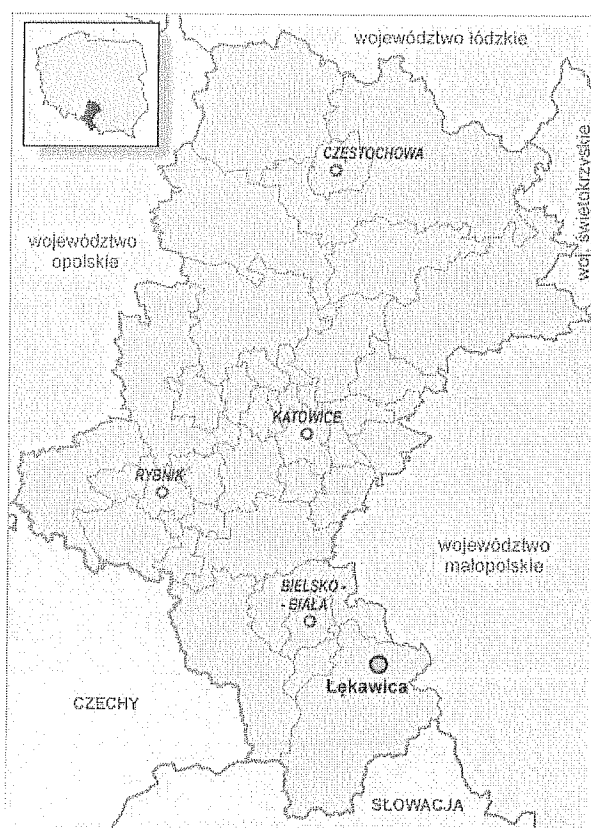 województwo łódzkie
CZĘSTOCHOWA
woj. świętokrzyskie
województwo
opolskie
KATOWICE
RYBNIK
województwo
małopolskie
BIELSKO -
- BIAŁA
Łękawica
CZECHY
SŁOWACJA